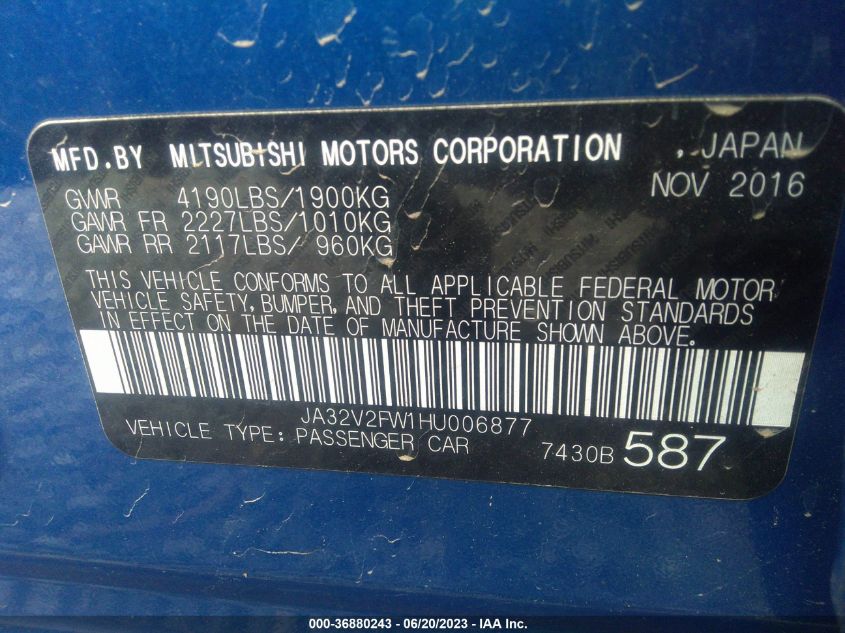 MFD.BY MITSUBISHI MOTORS CORPORATION , JAPAN
NOV 2016
GVWR 4190LBS/1900KG
GAWR FR 2227LBS/1010KG
GAWR RR 2117LBS/ 960KG
THIS VEHICLE CONFORMS TO ALL APPLICABLE FEDERAL MOTOR
VEHICLE SAFETY, BUMPER, AND THEFT PREVENTION STANDARDS
IN EFFECT ON THE DATE OF MANUFACTURE SHOWN ABOVE.
JA32V2FW1HU006877
VEHICLE TYPE: PASSENGER CAR 7430B 587
000-36880243 - 06/20/2023 - IAA Inc.